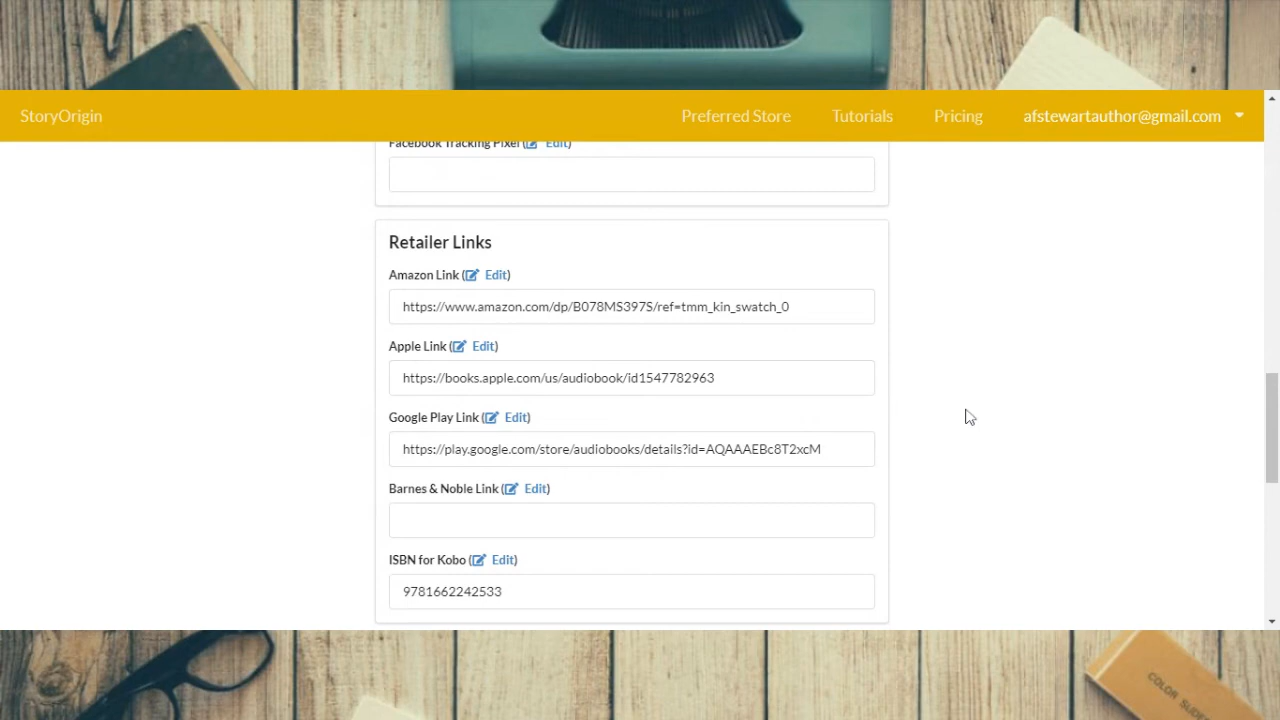 StoryOrigin Preferred Store Tutorials Pricing afstewartauthor@gmail.com
Facebook Tracking Pixel (Edit)
Retailer Links
Amazon Link (Edit)
https://www.amazon.com/dp/B078MS397S/ref=tmm_kin_swatch_0
Apple Link (Edit)
https://books.apple.com/us/audiobook/id1547782963
Google Play Link (Edit)
https://play.google.com/store/audiobooks/details?id=AQAAAEBc8T2xcM
Barnes & Noble Link (Edit)
ISBN for Kobo (Edit)
9781662242533